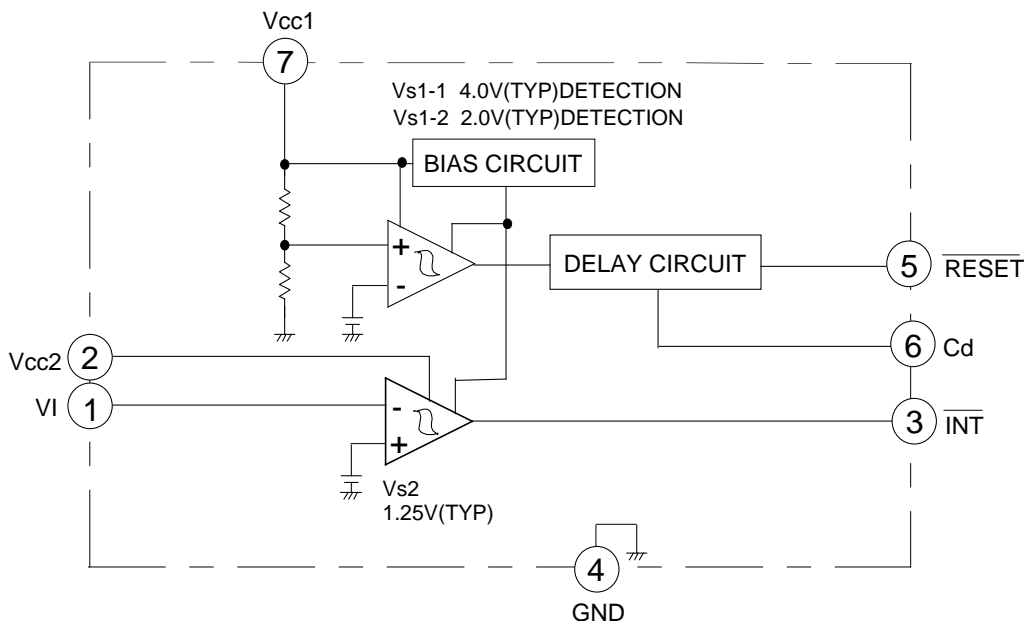 Vcc1
7
Vs1-1 4.0V(TYP)DETECTION
Vs1-2 2.0V(TYP)DETECTION
BIAS CIRCUIT
+
-
DELAY CIRCUIT
5
RESET
6
Cd
Vcc2
2
VI
1
-
+
3
INT
Vs2
1.25V(TYP)
4
GND